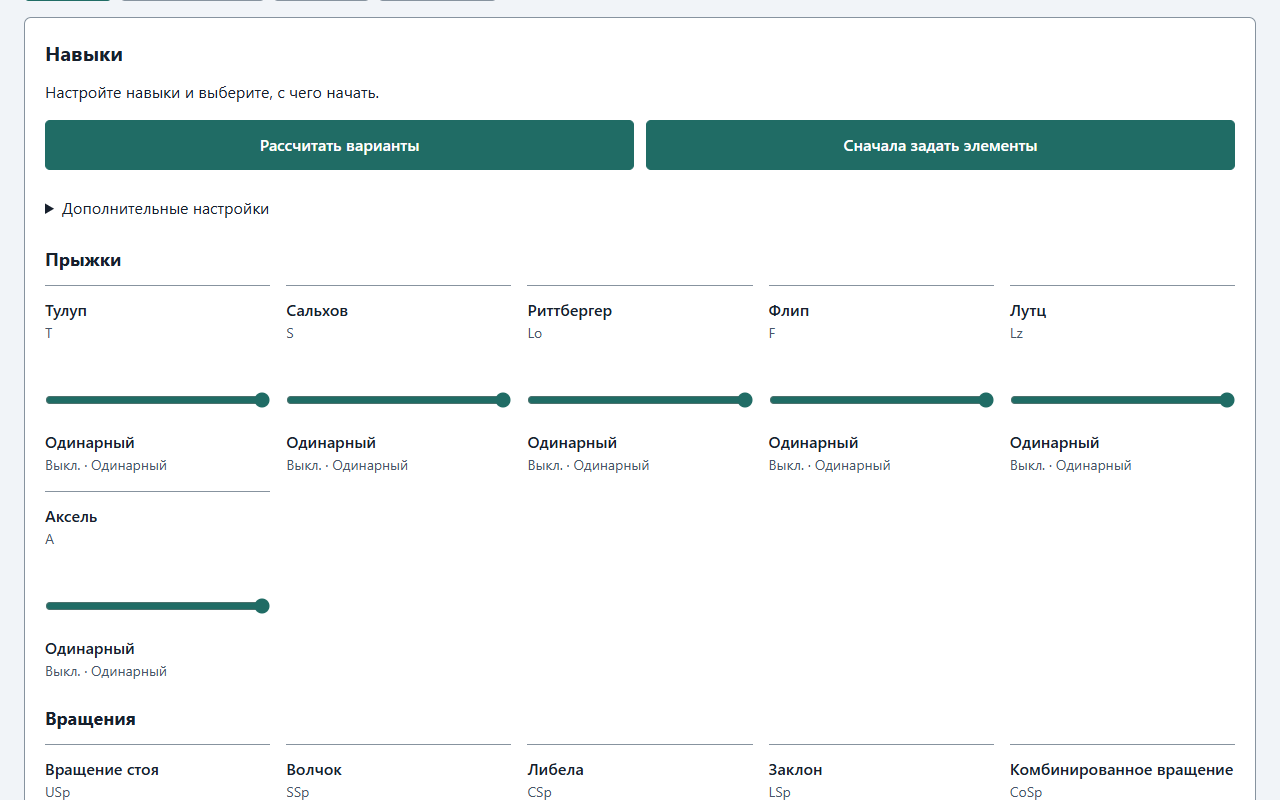 Навыки
Настройте навыки и выберите, с чего начать.
Рассчитать варианты
Сначала задать элементы
Дополнительные настройки
Прыжки
Тулуп
T
Одинарный
Выкл. · Одинарный
Сальхов
S
Одинарный
Выкл. · Одинарный
Риттбергер
Lo
Одинарный
Выкл. · Одинарный
Флип
F
Одинарный
Выкл. · Одинарный
Лутц
Lz
Одинарный
Выкл. · Одинарный
Аксель
A
Одинарный
Выкл. · Одинарный
Вращения
Вращение стоя
USp
Волчок
SSp
Либела
CSp
Заклон
LSp
Комбинированное вращение
CoSp